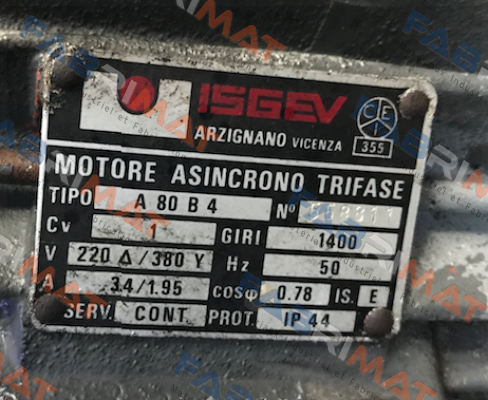 ISGEV
ARZIGNANO VICENZA
CEI
355
MOTORE ASINCRONO TRIFASE
TIPO A 80 B 4 N°
Cv 1 GIRI 1400
V 220 Δ/380 Y Hz 50
A 3.4/1.95 cosφ 0.78 IS. E
SERV. CONT. PROT. IP 44
FABRIMAT